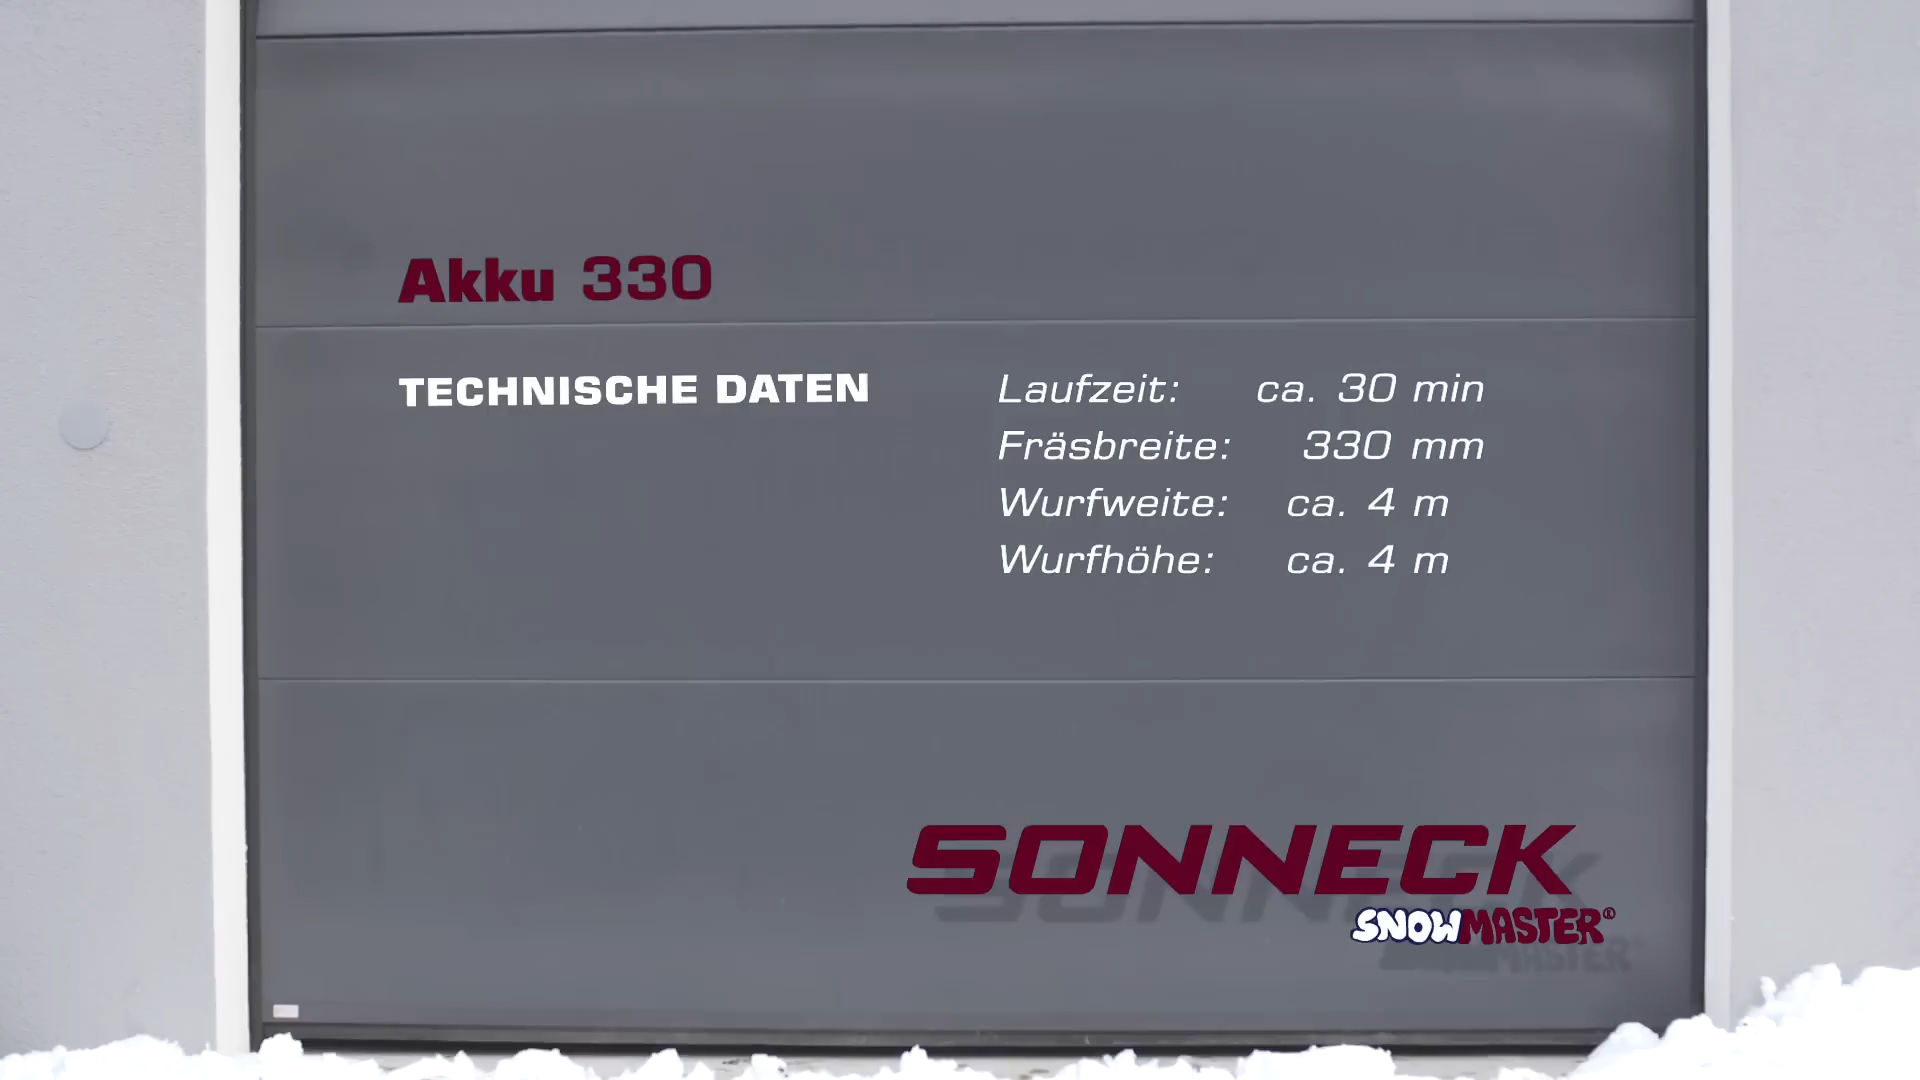 Akku 330
TECHNISCHE DATEN
Laufzeit: ca. 30 min
Fräsbreite: 330 mm
Wurfweite: ca. 4 m
Wurfhöhe: ca. 4 m
SONNECK
SNOWMASTER®